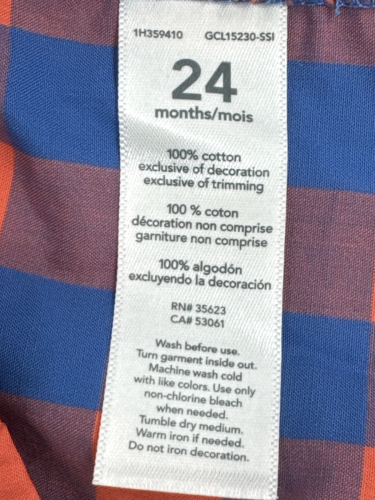 1H359410 GCL15230-SSI
24
months/mois
100% cotton
exclusive of decoration
exclusive of trimming
100 % coton
décoration non comprise
garniture non comprise
100% algodón
excluyendo la decoración
RN# 35623
CA# 53061
Wash before use.
Turn garment inside out.
Machine wash cold
with like colors. Use only
non-chlorine bleach
when needed.
Tumble dry medium.
Warm iron if needed.
Do not iron decoration.